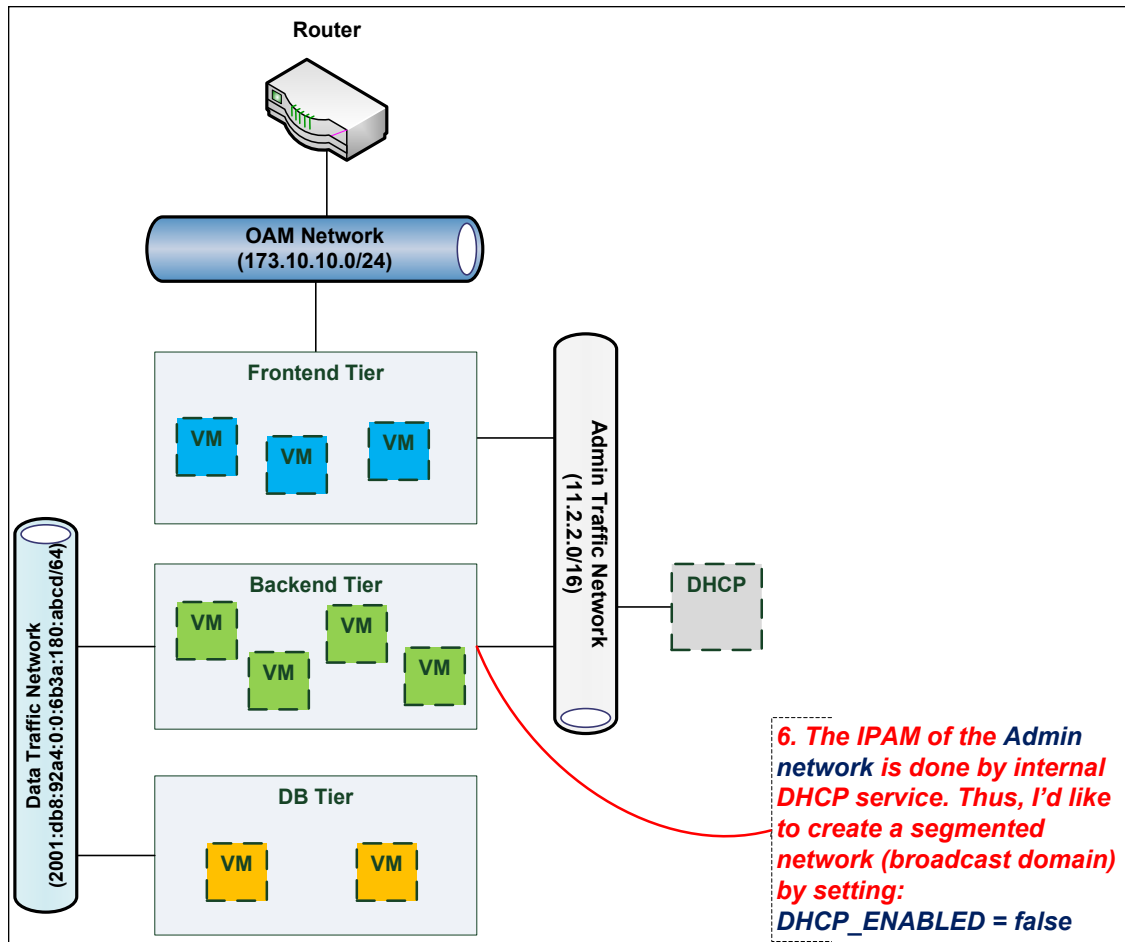 Router
OAM Network
(173.10.10.0/24)
Frontend Tier
VM
VM
VM
Admin Traffic Network
(11.2.2.0/16)
Backend Tier
VM
VM
VM
VM
DHCP
Data Traffic Network
(2001:db8:92a4:0:0:6b3a:180:abcd/64)
DB Tier
VM
VM
6. The IPAM of the Admin
network is done by internal
DHCP service. Thus, I’d like
to create a segmented
network (broadcast domain)
by setting:
DHCP_ENABLED = false